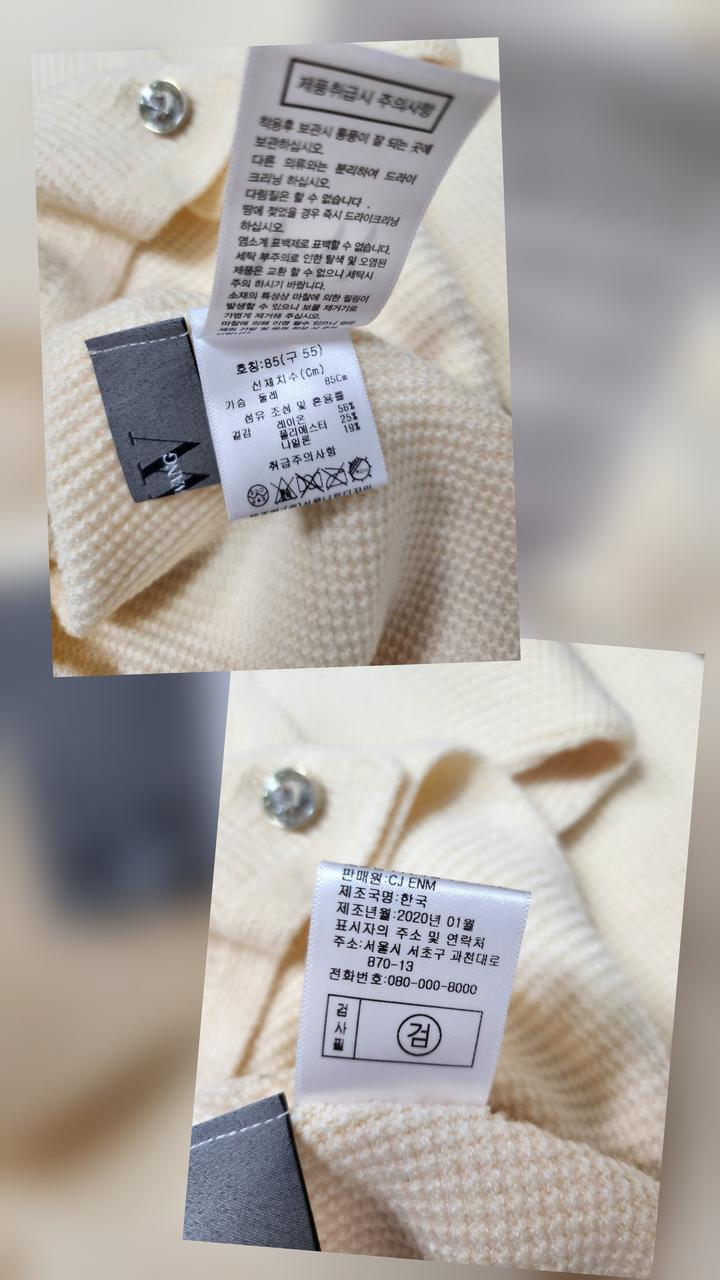 제품취급시 주의사항
착용후 보관시 통풍이 잘 되는 곳에
보관하십시오.
다른 의류와는 분리하여 드라이
크리닝 하십시오.
다림질은 할 수 없습니다.
땀에 젖었을 경우 즉시 드라이크리닝
하십시오.
염소계 표백제로 표백할 수 없습니다.
세탁 부주의로 인한 탈색 및 오염된
제품은 교환 할 수 없으니 세탁시
주의 하시기 바랍니다.
소재의 특성상 마찰에 의한 필링이
발생할 수 있으니 보풀 제거기로
가볍게 제거해 주십시오.
마찰에 의해 이염 될수 있으니
호칭:85(구 55)
신체치수(Cm)
가슴 둘레 85Cm
섬유 조성 및 혼용률
겉감 레이온 56%
폴리에스터 25%
나일론 19%
취급주의사항
WANG
판매원:CJ ENM
제조국명:한국
제조년월:2020년 01월
표시자의 주소 및 연락처
주소:서울시 서초구 과천대로
870-13
전화번호:080-000-8000
검사필
검